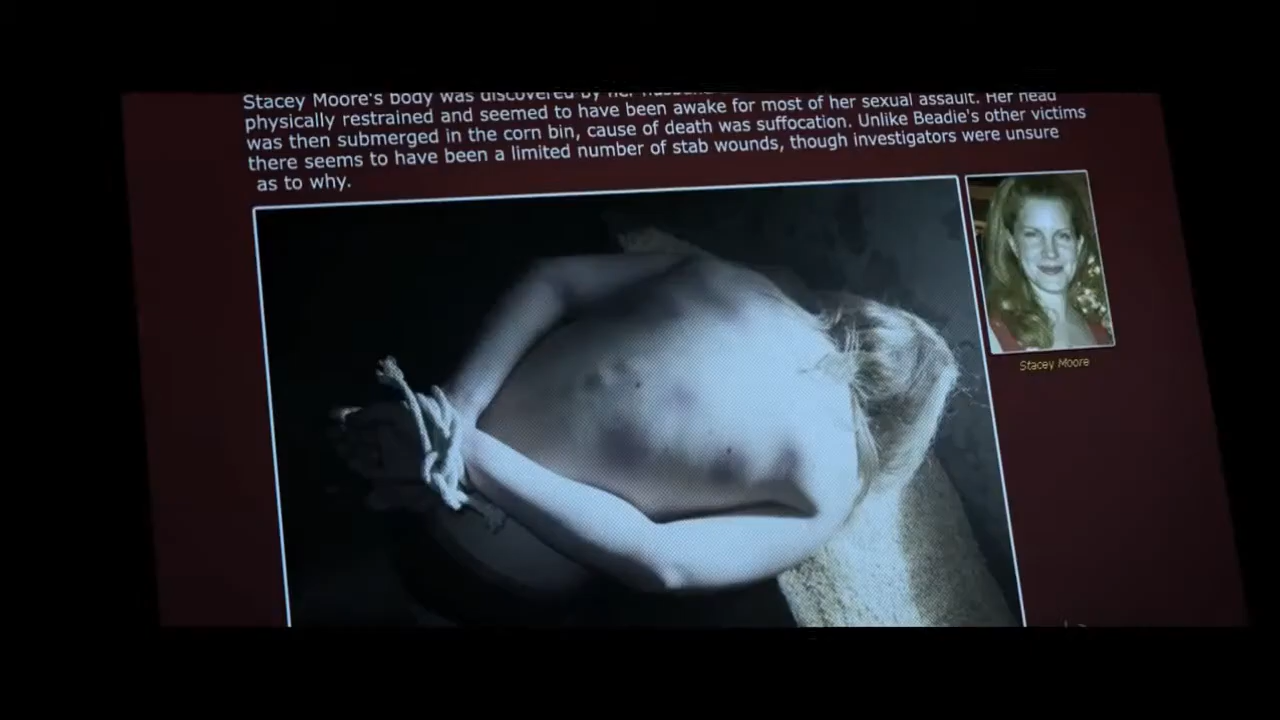 Stacey Moore's body was discovered by her
physically restrained and seemed to have been awake for most of her sexual assault. Her head
was then submerged in the corn bin, cause of death was suffocation. Unlike Beadie's other victims
there seems to have been a limited number of stab wounds, though investigators were unsure
as to why.
Stacey Moore